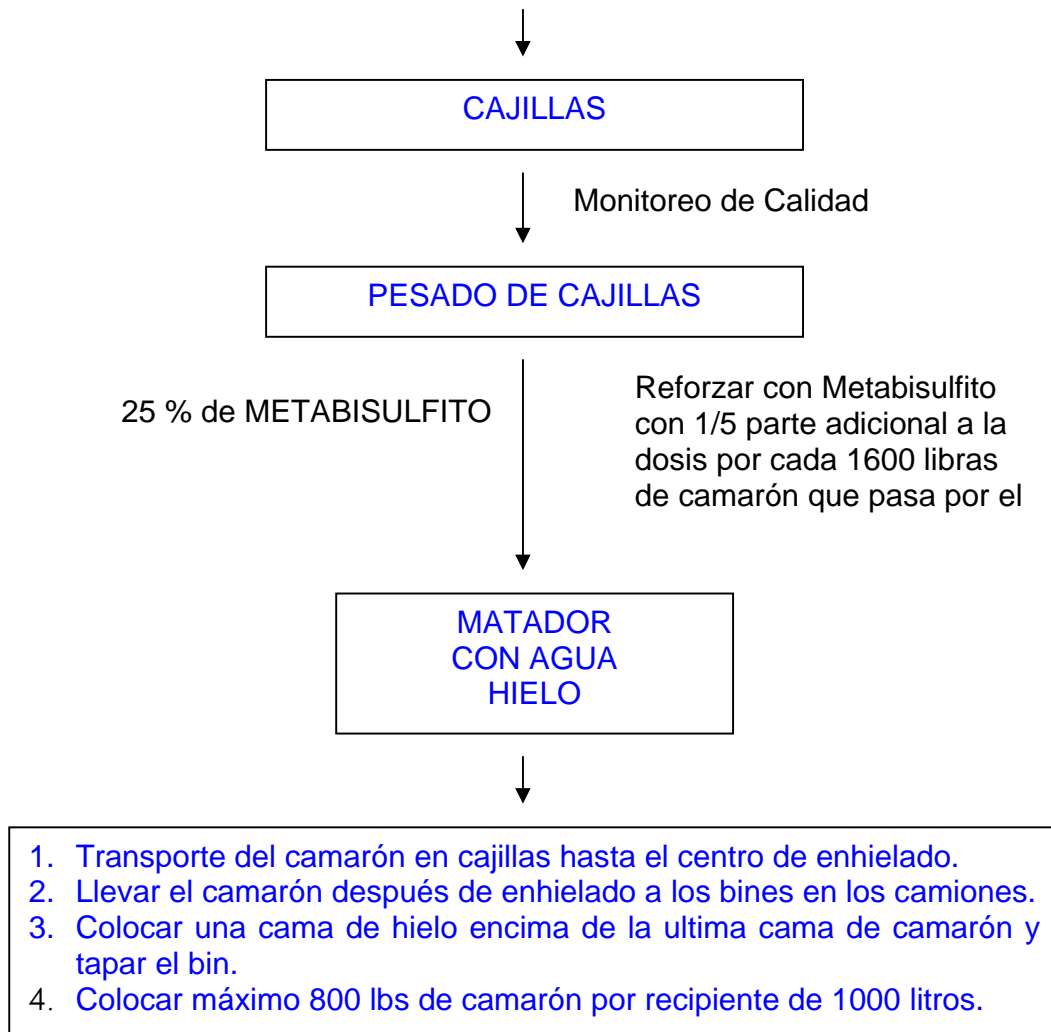 CAJILLAS
Monitoreo de Calidad
PESADO DE CAJILLAS
25 % de METABISULFITO
Reforzar con Metabisulfito
con 1/5 parte adicional a la
dosis por cada 1600 libras
de camarón que pasa por el
MATADOR
CON AGUA
HIELO
1. Transporte del camarón en cajillas hasta el centro de enhielado.
2. Llevar el camarón después de enhielado a los bines en los camiones.
3. Colocar una cama de hielo encima de la ultima cama de camarón y
tapar el bin.
4. Colocar máximo 800 lbs de camarón por recipiente de 1000 litros.